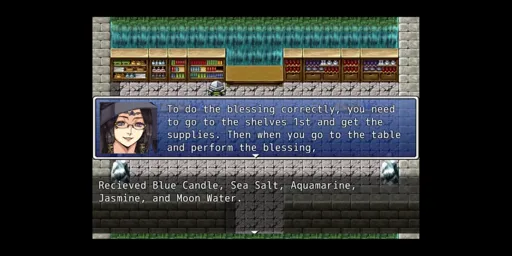 To do the blessing correctly, you need
to go to the shelves 1st and get the
supplies. Then when you go to the table
and perform the blessing,
Recieved Blue Candle, Sea Salt, Aquamarine,
Jasmine, and Moon Water.